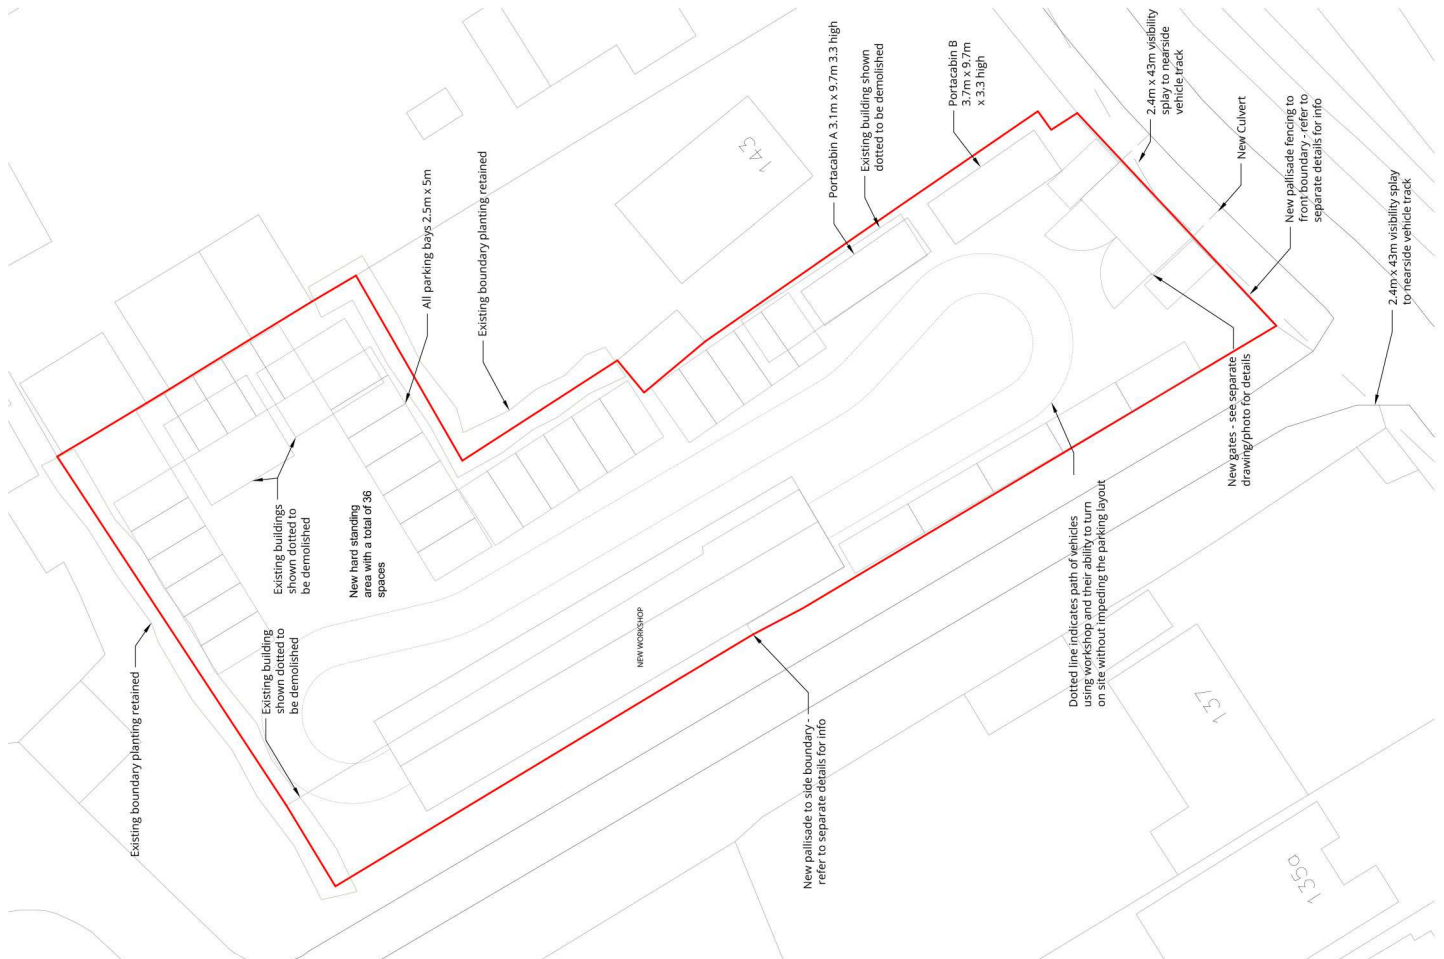 Existing boundary planting retained
Existing building
shown dotted to
be demolished
Existing buildings
shown dotted to
be demolished
New hard standing
area with a total of 36
spaces
All parking bays 2.5m x 5m
Existing boundary planting retained
NEW WORKSHOP
143
Portacabin A 3.1m x 9.7m 3.3 high
Existing building shown
dotted to be demolished
Portacabin B
3.7m x 9.7m
x 3.3 high
2.4m x 43m visibility
splay to nearside
vehicle track
New Culvert
New pallisade fencing to
front boundary - refer to
separate details for info
2.4m x 43m visibility splay
to nearside vehicle track
New gates - see separate
drawing/photo for details
Dotted line indicates path of vehicles
using workshop and their ability to turn
on site without impeding the parking layout
New pallisade to side boundary -
refer to separate details for info
137
135a